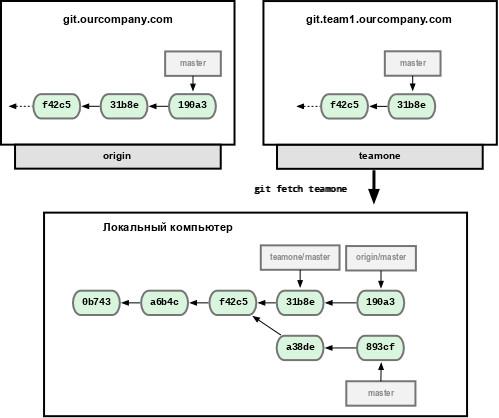 git.ourcompany.com
master
f42c5
31b8e
190a3
origin
git.team1.ourcompany.com
master
f42c5
31b8e
teamone
git fetch teamone
Локальный компьютер
teamone/master
origin/master
0b743
a6b4c
f42c5
31b8e
190a3
a38de
893cf
master